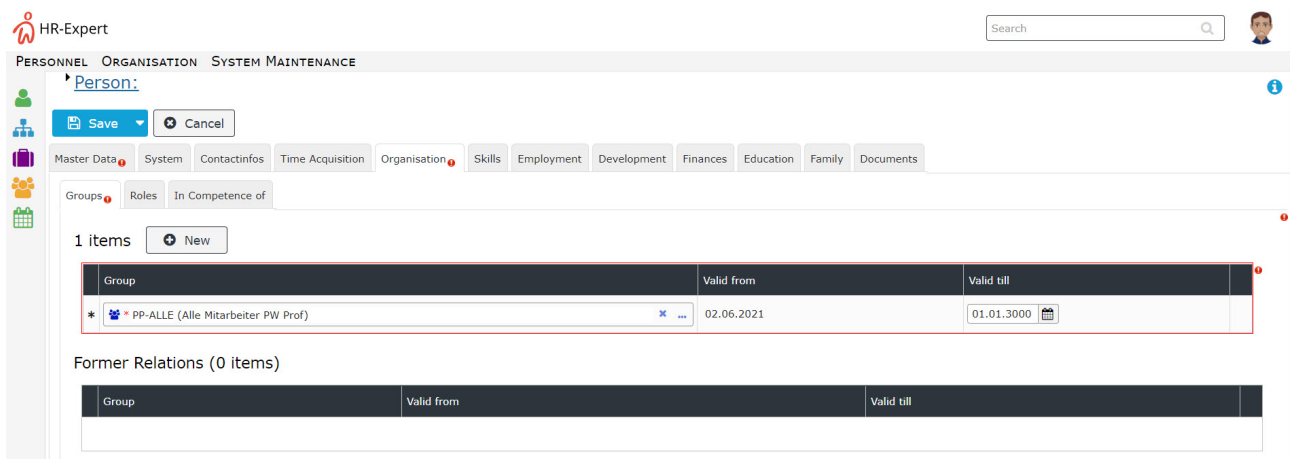 HR-Expert
Search
PERSONNEL ORGANISATION SYSTEM MAINTENANCE
Person:
Save Cancel
Master Data System Contactinfos Time Acquisition Organisation Skills Employment Development Finances Education Family Documents
Groups Roles In Competence of
1 items New
Group Valid from Valid till
* * PP-ALLE (Alle Mitarbeiter PW Prof) ... 02.06.2021 01.01.3000
Former Relations (0 items)
Group Valid from Valid till